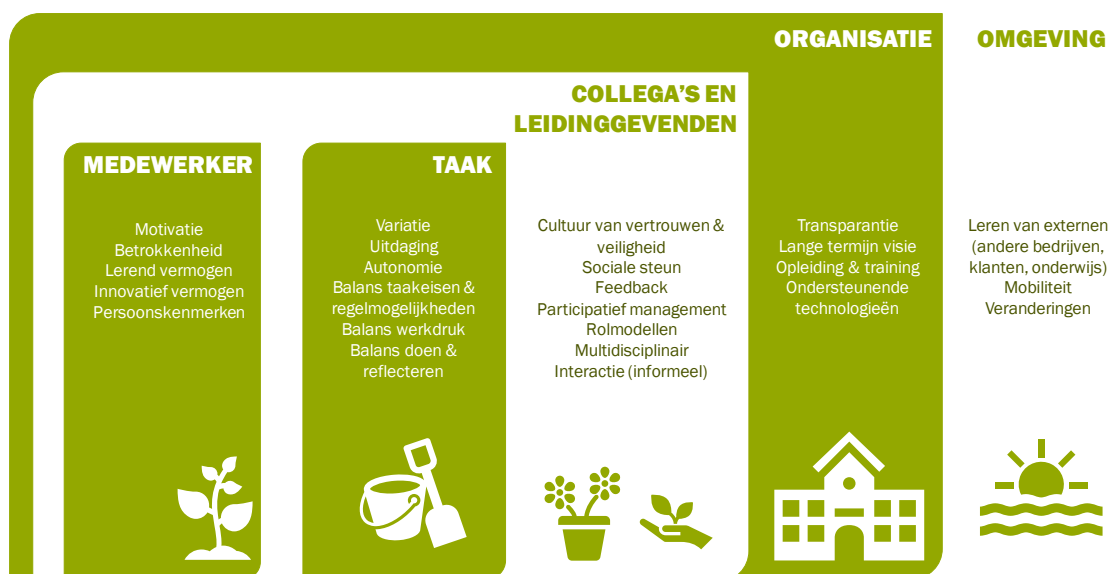 ORGANISATIE
OMGEVING
COLLEGA'S EN
LEIDINGGEVENDEN
MEDEWERKER
TAAK
Motivatie
Betrokkenheid
Lerend vermogen
Innovatief vermogen
Persoonskenmerken
Variatie
Uitdaging
Autonomie
Balans taakeisen &
regelmogelijkheden
Balans werkdruk
Balans doen &
reflecteren
Cultuur van vertrouwen &
veiligheid
Sociale steun
Feedback
Participatief management
Rolmodellen
Multidisciplinair
Interactie (informeel)
Transparantie
Lange termijn visie
Opleiding & training
Ondersteunende
technologieën
Leren van externen
(andere bedrijven,
klanten, onderwijs)
Mobiliteit
Veranderingen